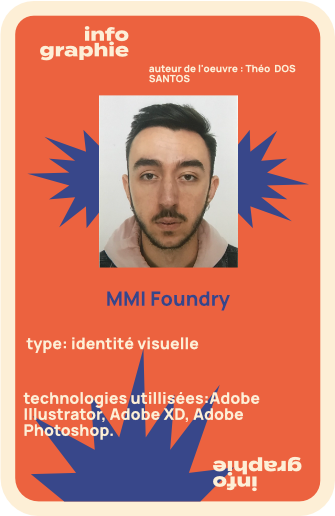 info
graphie
auteur de l'oeuvre : Théo DOS
SANTOS
MMI Foundry
type: identité visuelle
technologies utillisées:Adobe
Illustrator, Adobe XD, Adobe
Photoshop.
info
graphie